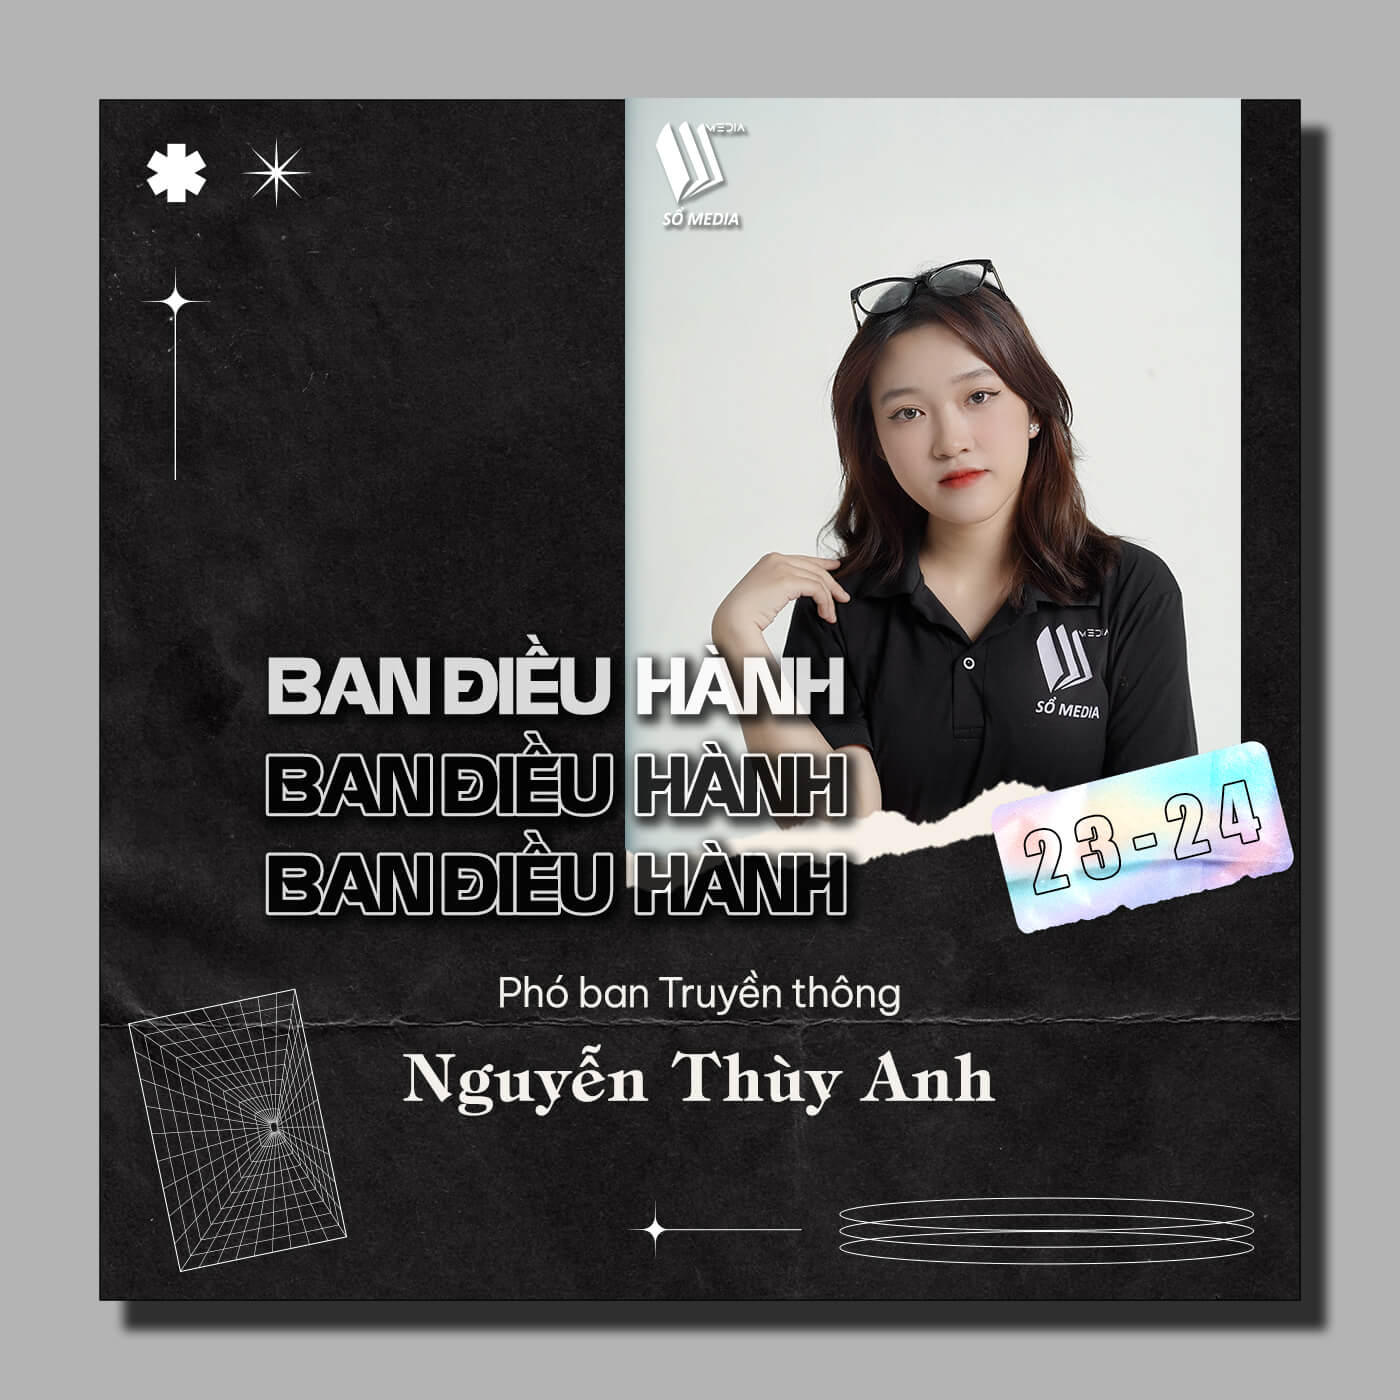 MEDIA
SỔ MEDIA
MEDIA
SỔ MEDIA
BAN ĐIỀU HÀNH
BAN ĐIỀU HÀNH
BAN ĐIỀU HÀNH
23-24
Phó ban Truyền thông
Nguyễn Thùy Anh